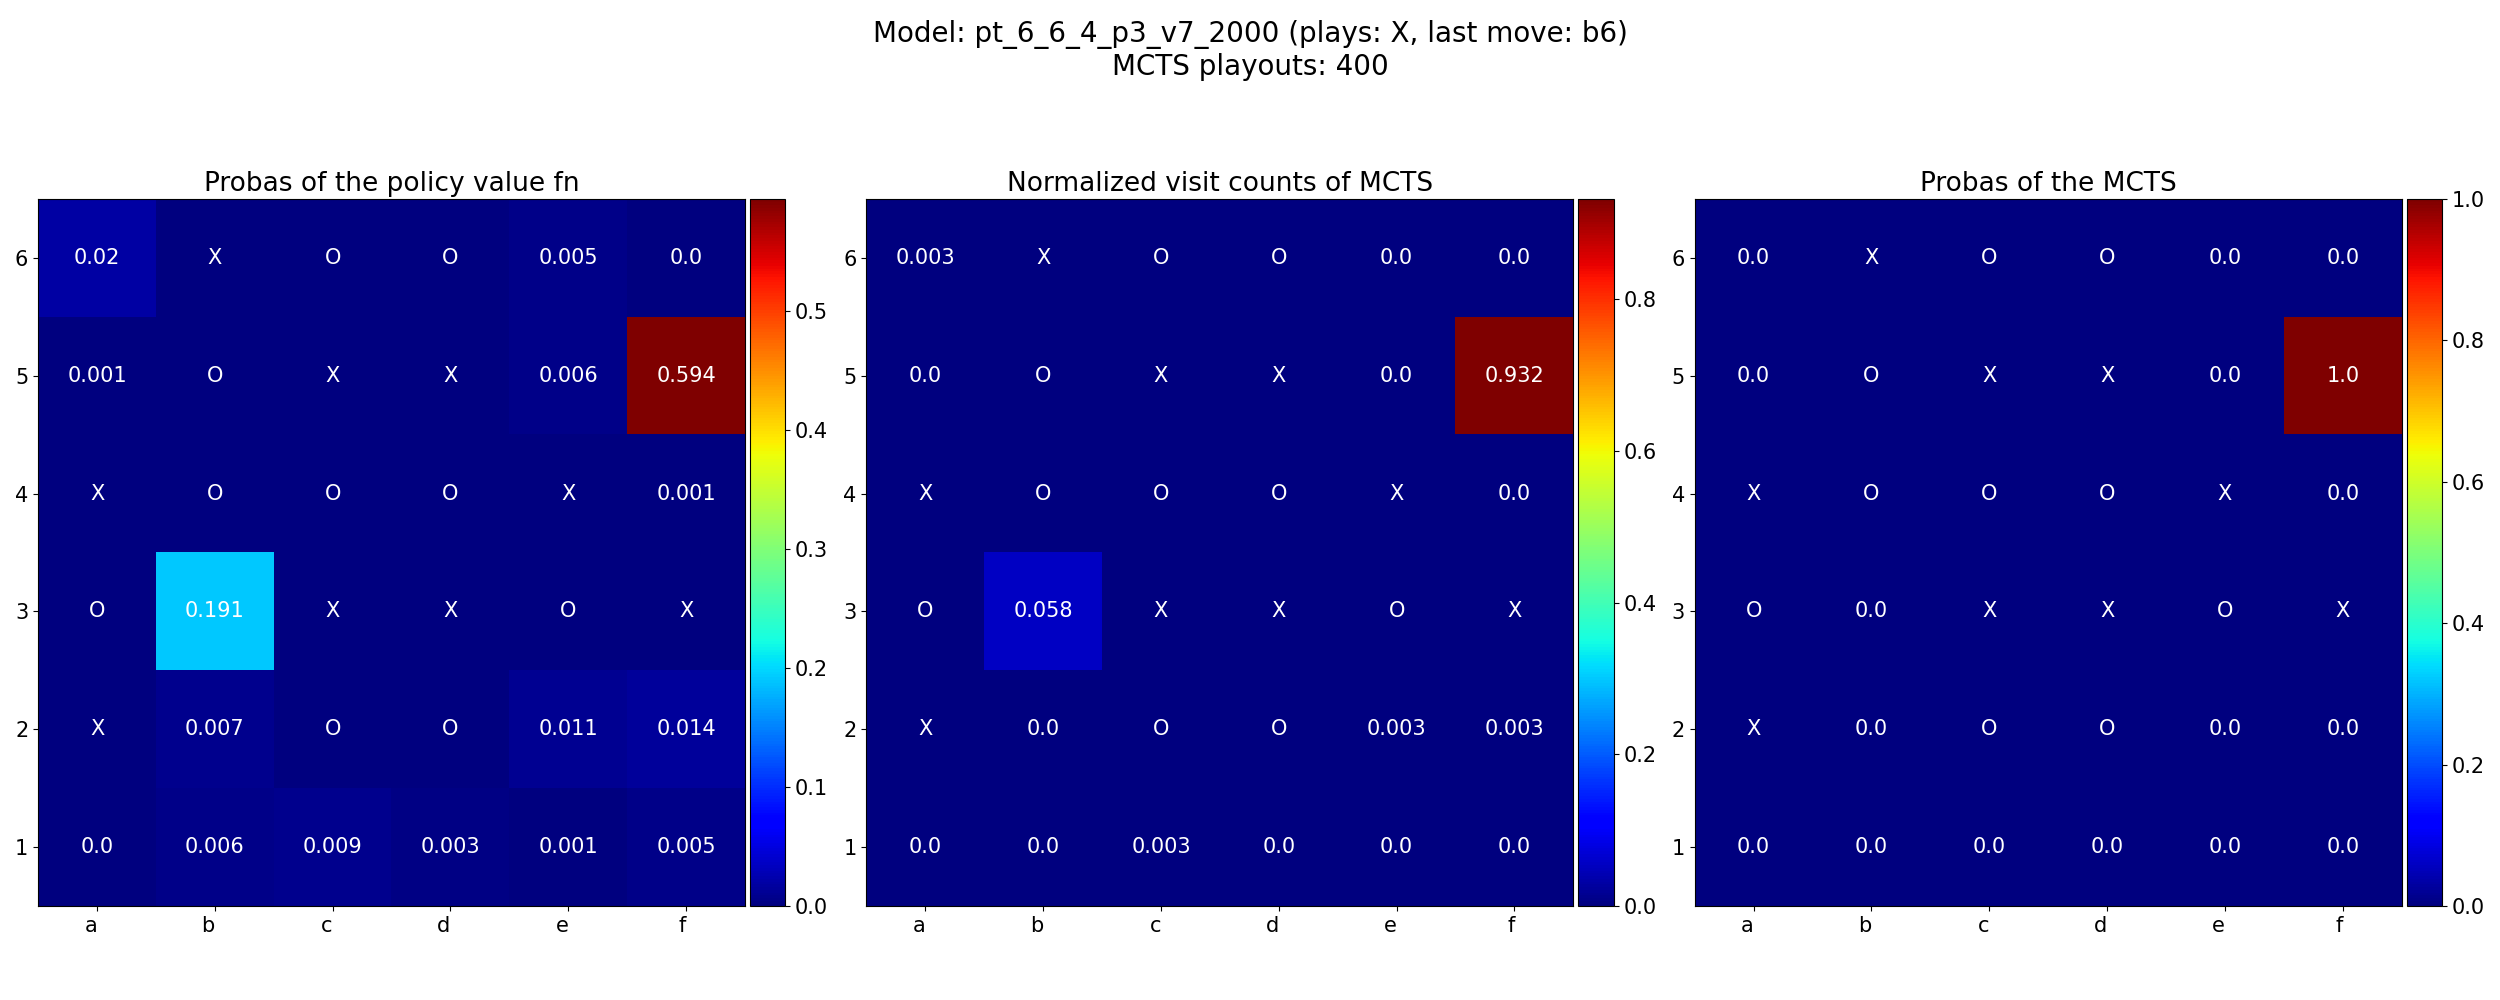 Model: pt_6_6_4_p3_v7_2000 (plays: X, last move: b6)
MCTS playouts: 400
Probas of the policy value fn
6 0.02 X O O 0.005 0.0
5 0.001 O X X 0.006 0.594
4 X O O O X 0.001
3 O 0.191 X X O X
2 X 0.007 O O 0.011 0.014
1 0.0 0.006 0.009 0.003 0.001 0.005
a b c d e f
0.5
0.4
0.3
0.2
0.1
0.0
Normalized visit counts of MCTS
6 0.003 X O O 0.0 0.0
5 0.0 O X X 0.0 0.932
4 X O O O X 0.0
3 O 0.058 X X O X
2 X 0.0 O O 0.003 0.003
1 0.0 0.0 0.003 0.0 0.0 0.0
a b c d e f
0.8
0.6
0.4
0.2
0.0
Probas of the MCTS
6 0.0 X O O 0.0 0.0
5 0.0 O X X 0.0 1.0
4 X O O O X 0.0
3 O 0.0 X X O X
2 X 0.0 O O 0.0 0.0
1 0.0 0.0 0.0 0.0 0.0 0.0
a b c d e f
1.0
0.8
0.6
0.4
0.2
0.0